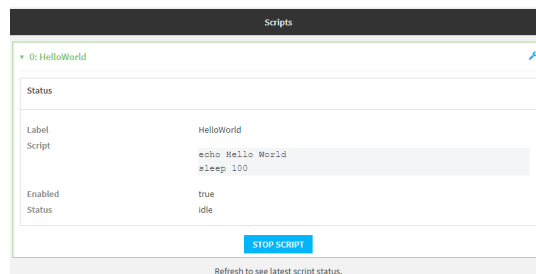 Scripts
0: HelloWorld
Status
Label HelloWorld
Script
echo Hello World
sleep 100
Enabled true
Status idle
STOP SCRIPT
Refresh to see latest script status.